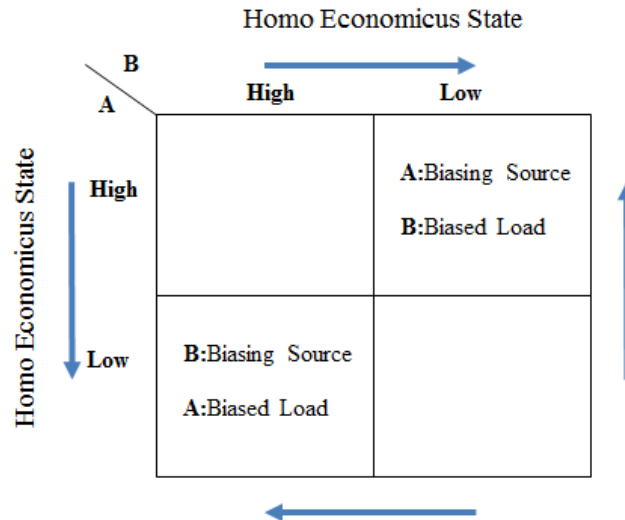 Homo Economicus State
B
A
High Low
Homo Economicus State
High
A:Biasing Source
B:Biased Load
Low
B:Biasing Source
A:Biased Load